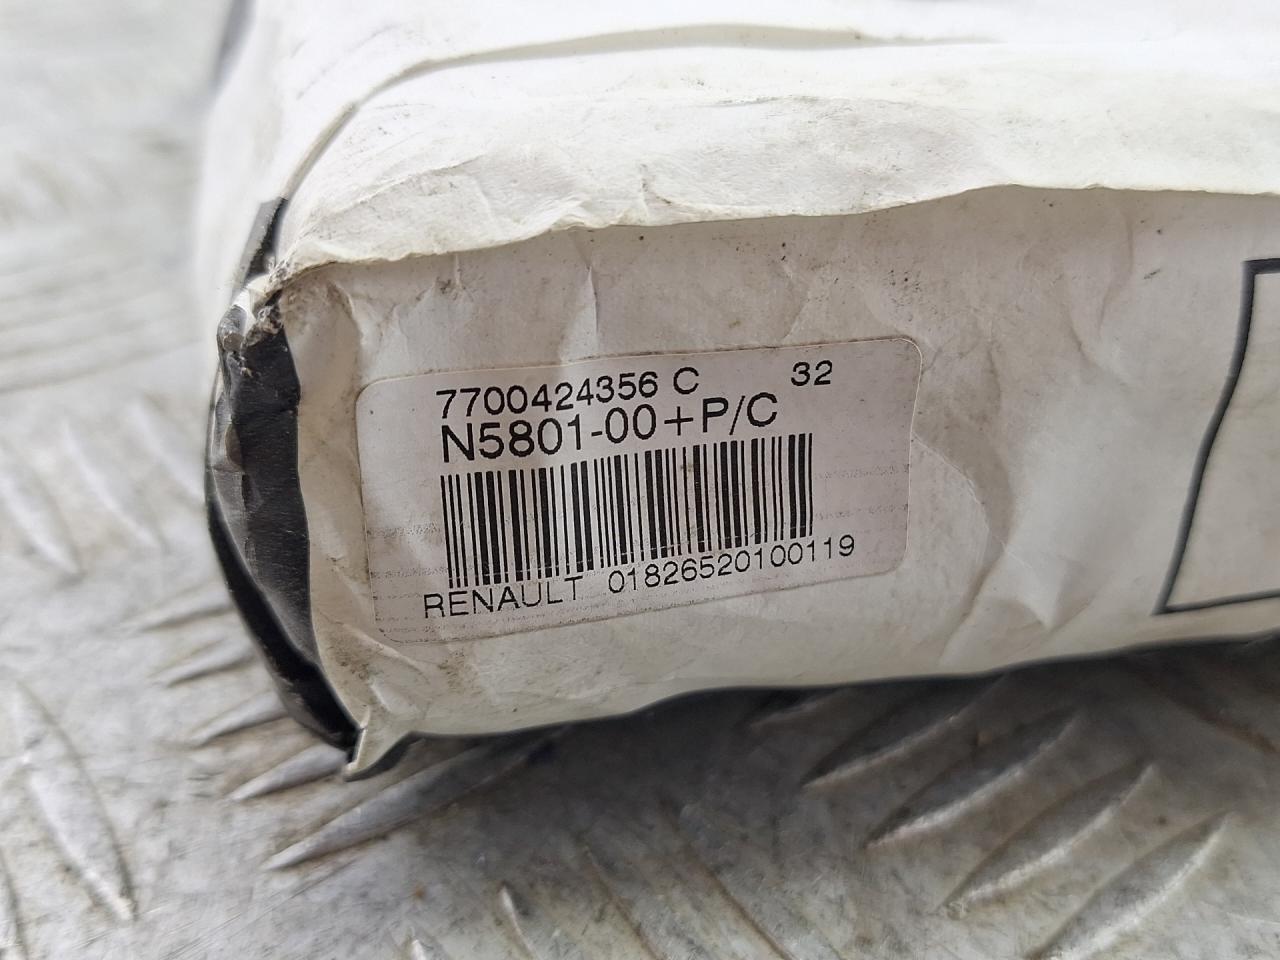 7700424356 C 32
N5801-00+P/C
RENAULT 01826520100119